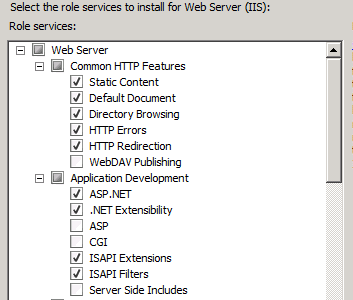 Select the role services to install for Web Server (IIS):
Role services:
Web Server
Common HTTP Features
Static Content
Default Document
Directory Browsing
HTTP Errors
HTTP Redirection
WebDAV Publishing
Application Development
ASP.NET
.NET Extensibility
ASP
CGI
ISAPI Extensions
ISAPI Filters
Server Side Includes